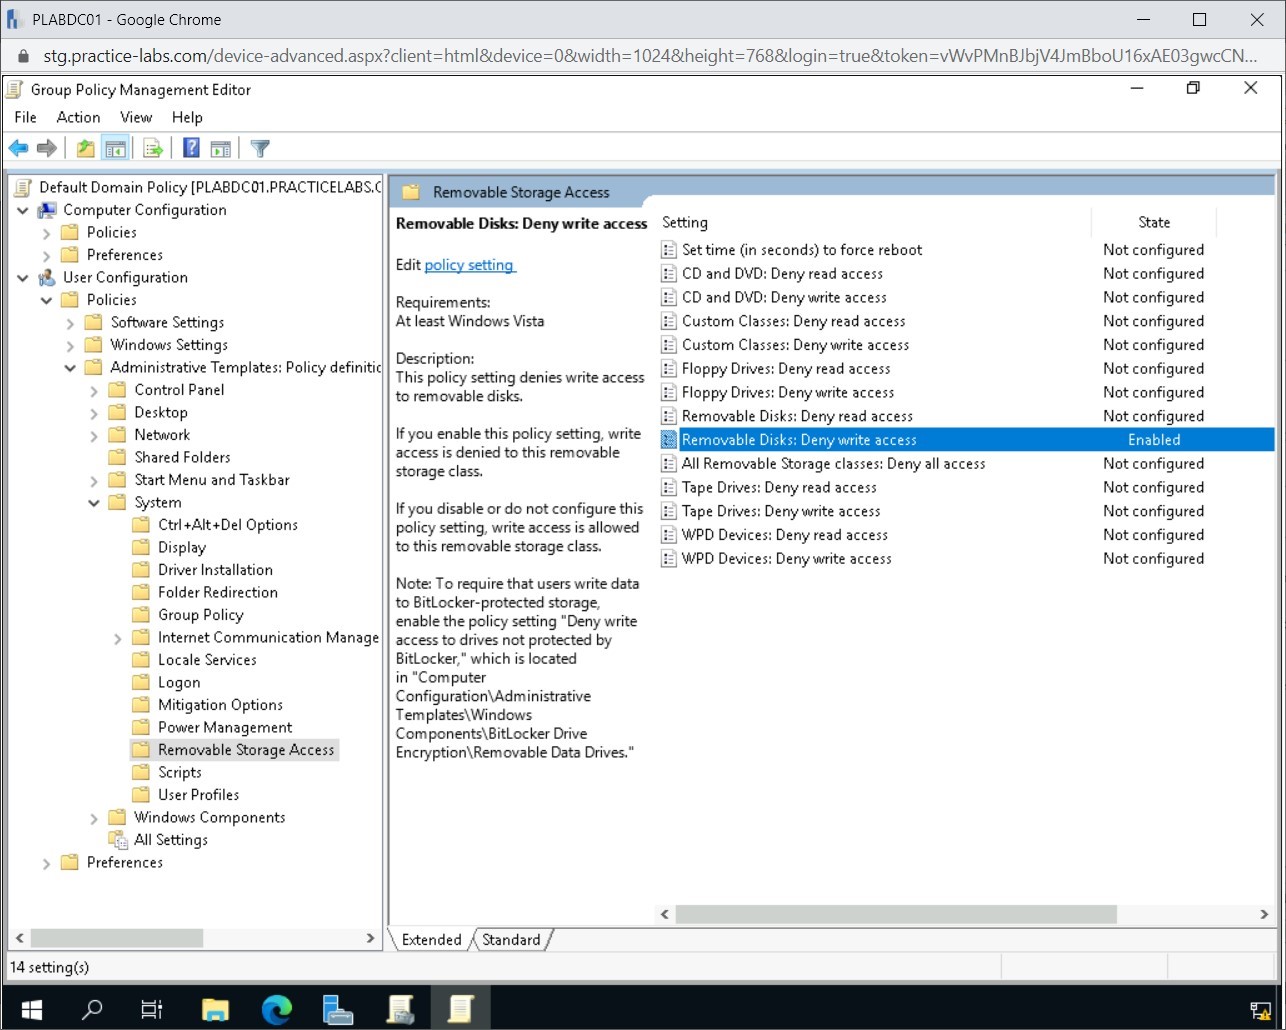 PLABDC01 - Google Chrome
stg.practice-labs.com/device-advanced.aspx?client=html&device=0&width=1024&height=768&login=true&token=vWvPMnBJbjV4JmBboU16xAE03gwcCN...
Group Policy Management Editor
File Action View Help
Default Domain Policy [PLABDC01.PRACTICELABS.C
Computer Configuration
Policies
Preferences
User Configuration
Policies
Software Settings
Windows Settings
Administrative Templates: Policy definitic
Control Panel
Desktop
Network
Shared Folders
Start Menu and Taskbar
System
Ctrl+Alt+Del Options
Display
Driver Installation
Folder Redirection
Group Policy
Internet Communication Manage
Locale Services
Logon
Mitigation Options
Power Management
Removable Storage Access
Scripts
User Profiles
Windows Components
All Settings
Preferences
Removable Storage Access
Removable Disks: Deny write access
Edit policy setting
Requirements:
At least Windows Vista
Description:
This policy setting denies write access
to removable disks.
If you enable this policy setting, write
access is denied to this removable
storage class.
If you disable or do not configure this
policy setting, write access is allowed
to this removable storage class.
Note: To require that users write data
to BitLocker-protected storage,
enable the policy setting "Deny write
access to drives not protected by
BitLocker," which is located
in "Computer
Configuration\Administrative
Templates\Windows
Components\BitLocker Drive
Encryption\Removable Data Drives."
Setting State
Set time (in seconds) to force reboot Not configured
CD and DVD: Deny read access Not configured
CD and DVD: Deny write access Not configured
Custom Classes: Deny read access Not configured
Custom Classes: Deny write access Not configured
Floppy Drives: Deny read access Not configured
Floppy Drives: Deny write access Not configured
Removable Disks: Deny read access Not configured
Removable Disks: Deny write access Enabled
All Removable Storage classes: Deny all access Not configured
Tape Drives: Deny read access Not configured
Tape Drives: Deny write access Not configured
WPD Devices: Deny read access Not configured
WPD Devices: Deny write access Not configured
Extended Standard
14 setting(s)